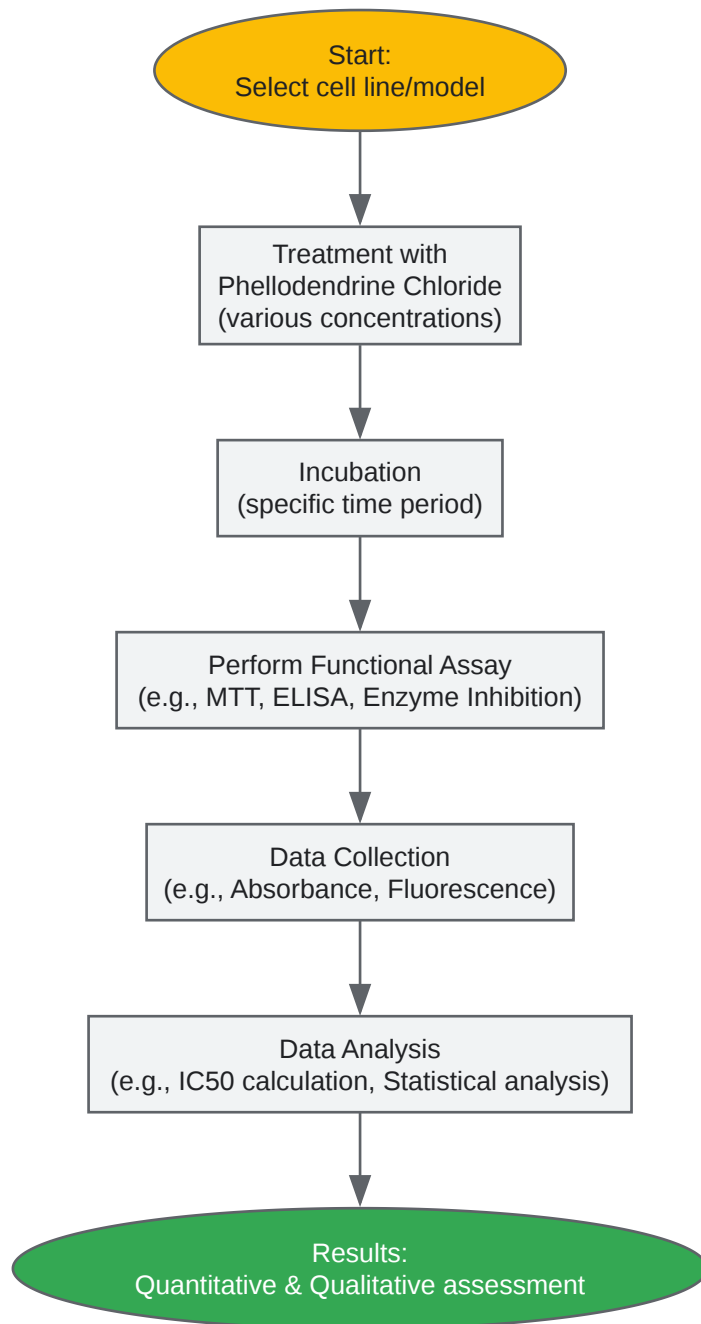 Start:
Select cell line/model
Treatment with
Phellodendrine Chloride
(various concentrations)
Incubation
(specific time period)
Perform Functional Assay
(e.g., MTT, ELISA, Enzyme Inhibition)
Data Collection
(e.g., Absorbance, Fluorescence)
Data Analysis
(e.g., IC50 calculation, Statistical analysis)
Results:
Quantitative & Qualitative assessment